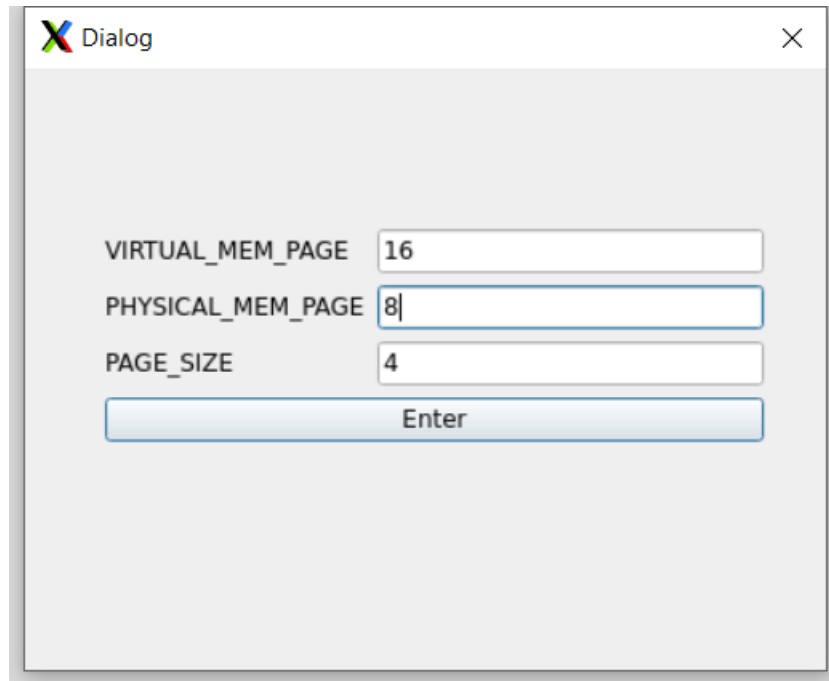 Dialog
VIRTUAL_MEM_PAGE 16
PHYSICAL_MEM_PAGE 8
PAGE_SIZE 4
Enter